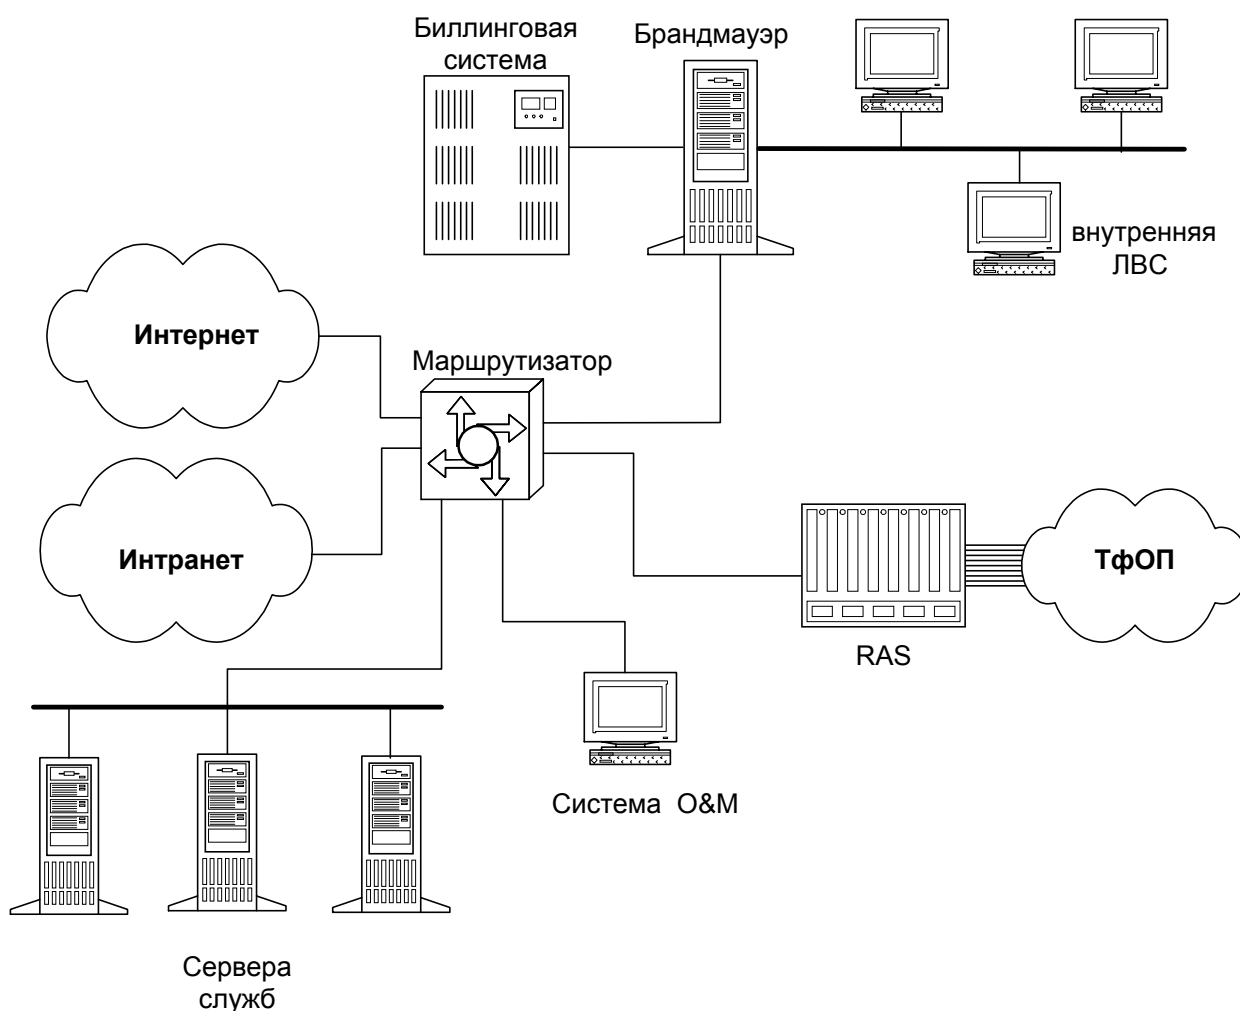 Биллинговая
система
Брандмауэр
внутренняя
ЛВС
Интернет
Маршрутизатор
Интранет
ТфОП
RAS
Система O&M
Сервера
служб